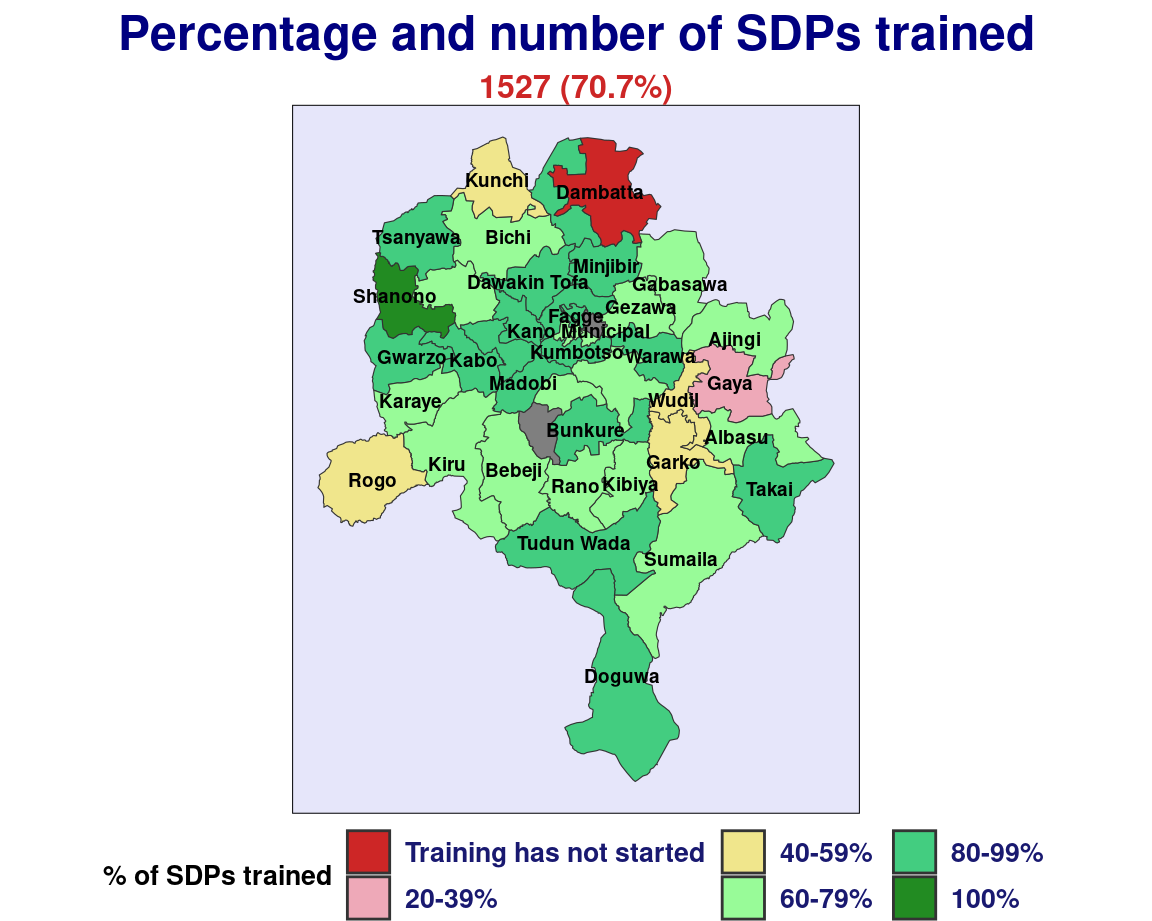 Percentage and number of SDPs trained
1527 (70.7%)
Kunchi
Dambatta
Tsanyawa
Bichi
Minjibir
Dawakin Tofa
Gabasawa
Shanono
Gezawa
Fagge
Kano Municipal
Ajingi
Kumbotso
Warawa
Gwarzo
Kabo
Madobi
Gaya
Karaye
Wudil
Bunkure
Albasu
Garko
Kiru
Bebeji
Rogo
Rano
Kibiya
Takai
Tudun Wada
Sumaila
Doguwa
% of SDPs trained
Training has not started
20-39%
40-59%
60-79%
80-99%
100%